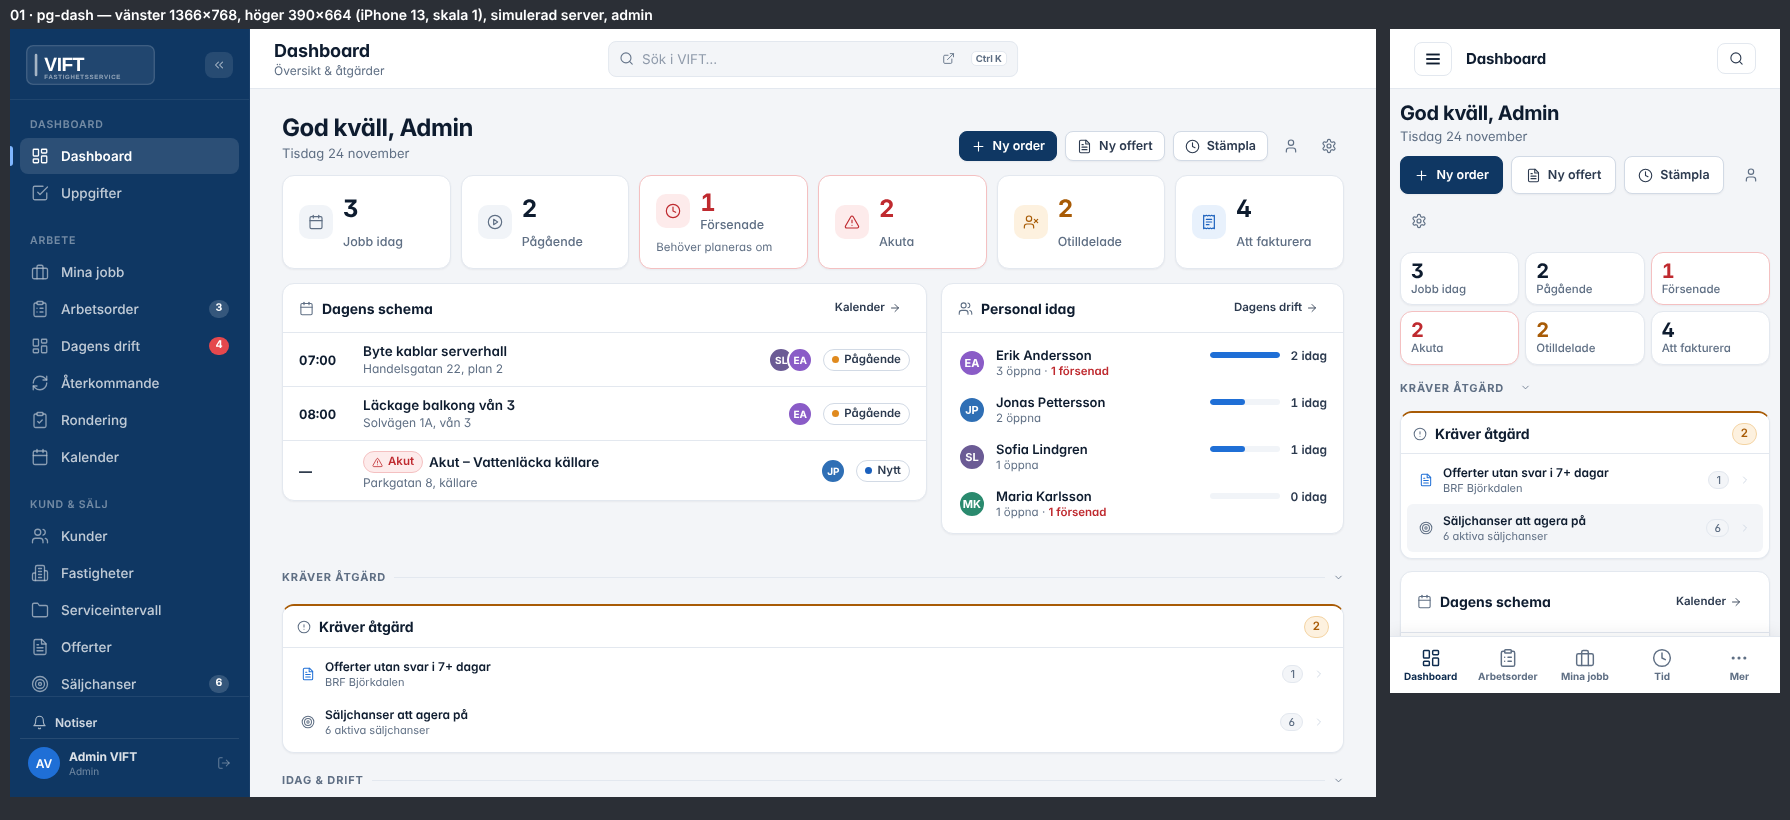 01 · pg-dash — vänster 1366×768, höger 390×664 (iPhone 13, skala 1), simulerad server, admin
VIFT
FASTIGHETSSERVICE
DASHBOARD
Dashboard
Uppgifter
ARBETE
Mina jobb
Arbetsorder 3
Dagens drift 4
Återkommande
Rondering
Kalender
KUND & SÄLJ
Kunder
Fastigheter
Serviceintervall
Offerter
Säljchanser 6
Notiser
AV Admin VIFT
Admin
Dashboard
Översikt & åtgärder
Sök i VIFT... Ctrl K
God kväll, Admin
Tisdag 24 november
Ny order Ny offert Stämpla
3
Jobb idag
2
Pågående
1
Försenade
Behöver planeras om
2
Akuta
2
Otilldelade
4
Att fakturera
Dagens schema Kalender →
07:00 Byte kablar serverhall SL EA Pågående
Handelsgatan 22, plan 2
08:00 Läckage balkong vån 3 EA Pågående
Solvägen 1A, vån 3
— Akut Akut – Vattenläcka källare JP Nytt
Parkgatan 8, källare
Personal idag Dagens drift →
EA Erik Andersson 2 idag
3 öppna · 1 försenad
JP Jonas Pettersson 1 idag
2 öppna
SL Sofia Lindgren 1 idag
1 öppna
MK Maria Karlsson 0 idag
1 öppna · 1 försenad
KRÄVER ÅTGÄRD
Kräver åtgärd 2
Offerter utan svar i 7+ dagar 1
BRF Björkdalen
Säljchanser att agera på 6
6 aktiva säljchanser
IDAG & DRIFT
Dashboard
God kväll, Admin
Tisdag 24 november
Ny order Ny offert Stämpla
3
Jobb idag
2
Pågående
1
Försenade
2
Akuta
2
Otilldelade
4
Att fakturera
KRÄVER ÅTGÄRD
Kräver åtgärd 2
Offerter utan svar i 7+ dagar 1
BRF Björkdalen
Säljchanser att agera på 6
6 aktiva säljchanser
Dagens schema Kalender →
Dashboard Arbetsorder Mina jobb Tid Mer